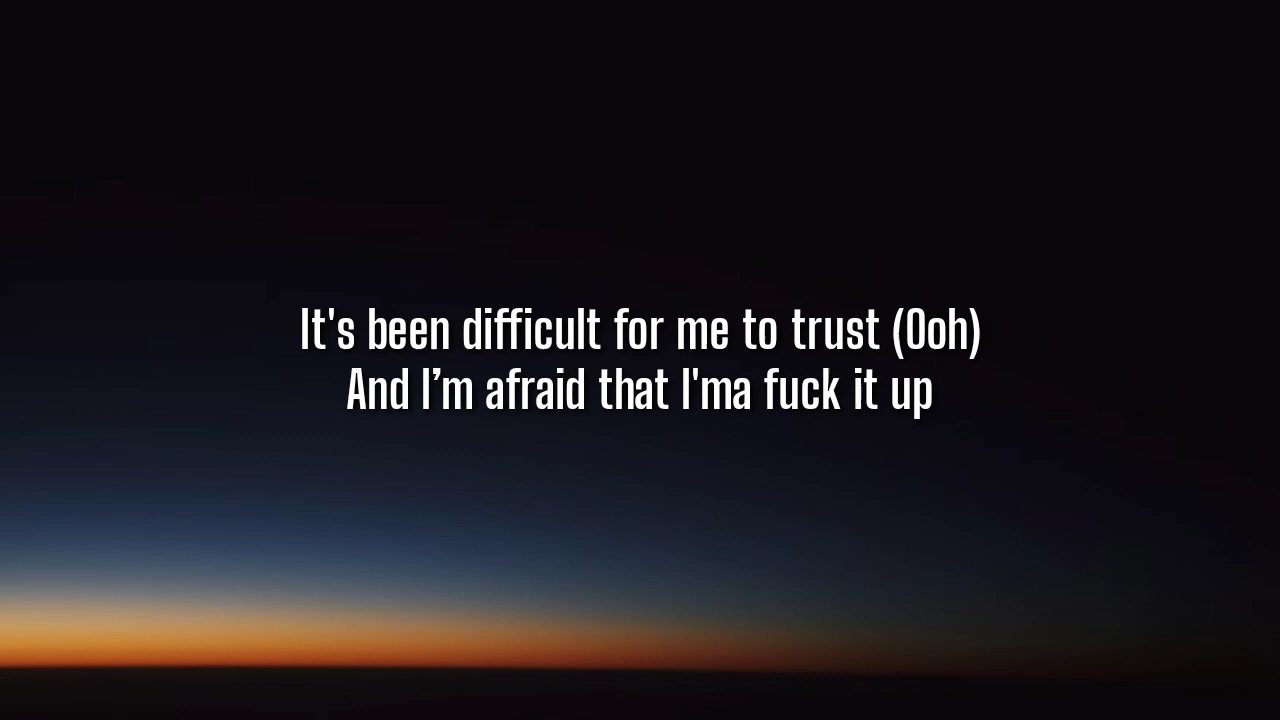 It's been difficult for me to trust (Ooh)
And I’m afraid that I'ma fuck it up